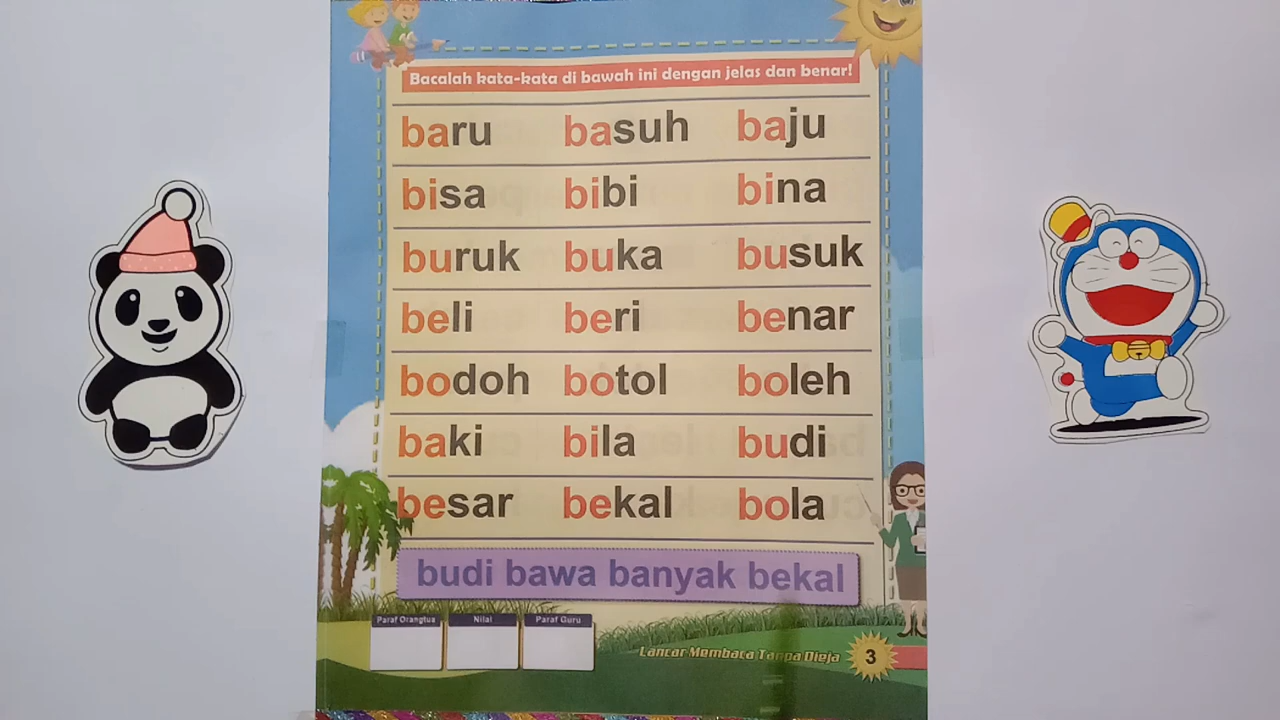 Bacalah kata-kata di bawah ini dengan jelas dan benar!
baru basuh baju
bisa bibi bina
buruk buka busuk
beli beri benar
bodoh botol boleh
baki bila budi
besar bekal bola
budi bawa banyak bekal
Paraf Orangtua Nilai Paraf Guru
Lancar Membaca Tanpa Dieja 3